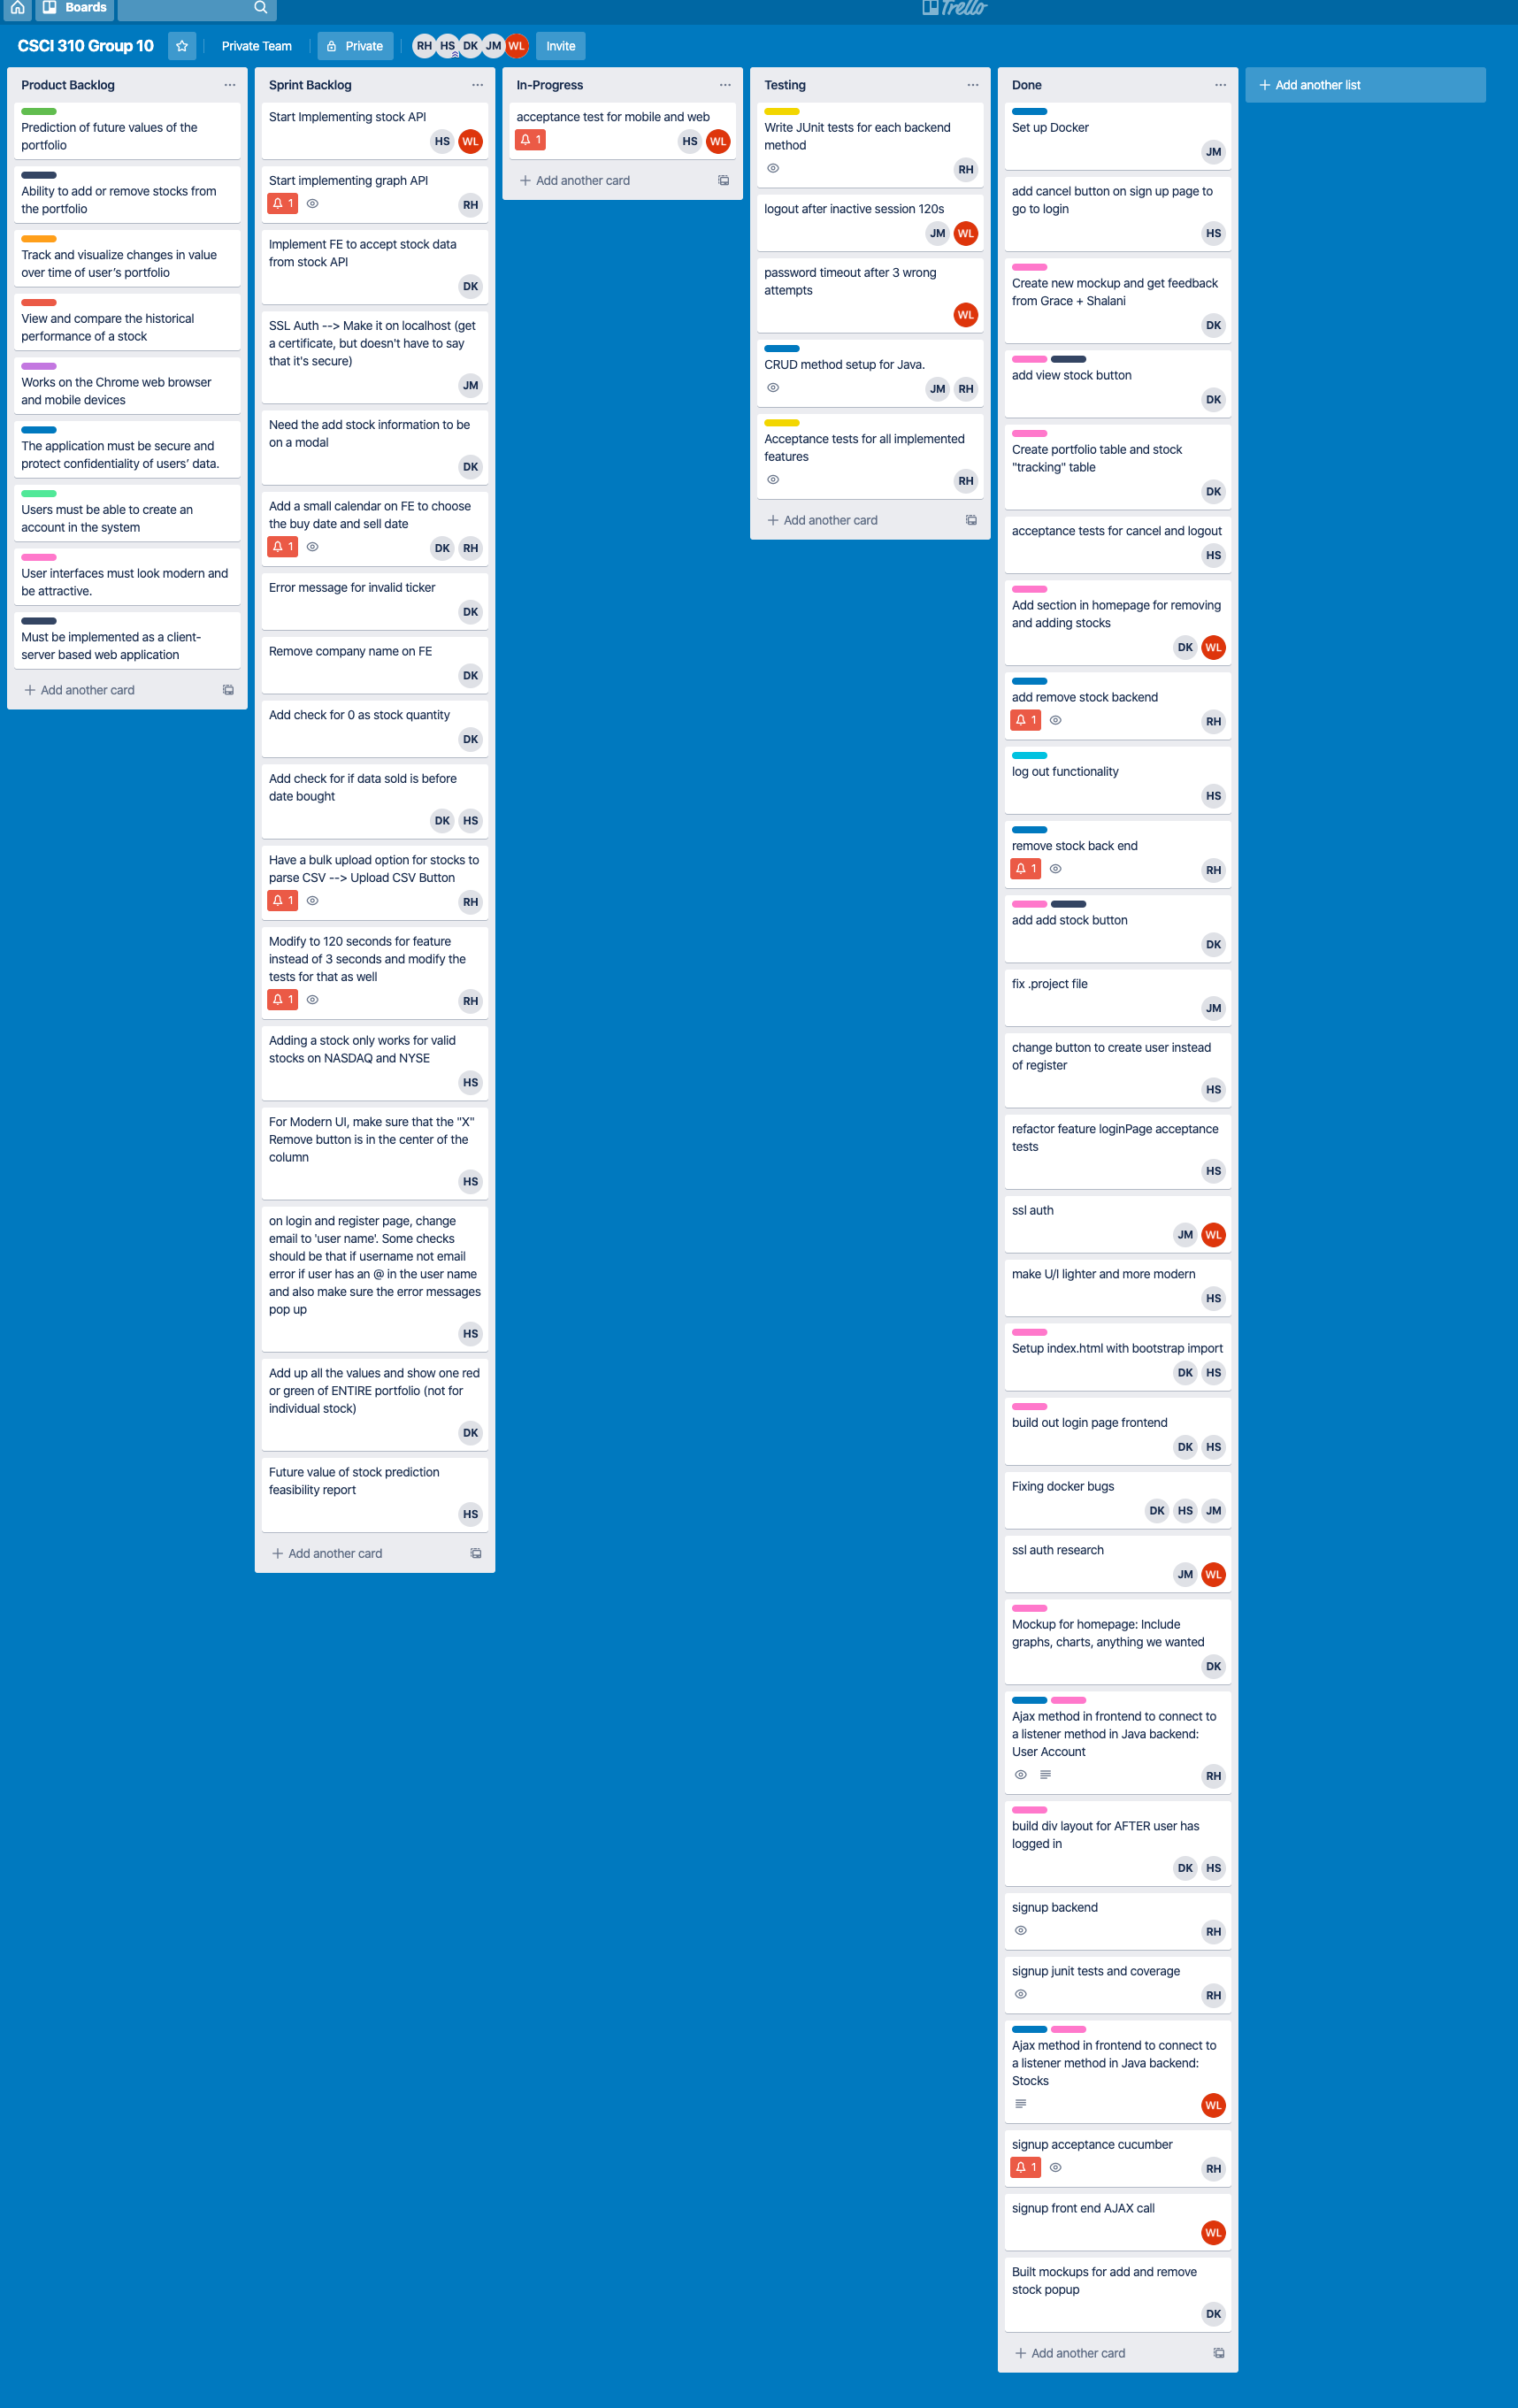 Boards
Trello
CSCI 310 Group 10
Private Team
Private
RH HS DK JM WL
Invite
Product Backlog
Prediction of future values of the
portfolio
Ability to add or remove stocks from
the portfolio
Track and visualize changes in value
over time of user’s portfolio
View and compare the historical
performance of a stock
Works on the Chrome web browser
and mobile devices
The application must be secure and
protect confidentiality of users’ data.
Users must be able to create an
account in the system
User interfaces must look modern and
be attractive.
Must be implemented as a client-
server based web application
Add another card
Sprint Backlog
Start Implementing stock API
HS WL
Start implementing graph API
1 RH
Implement FE to accept stock data
from stock API
DK
SSL Auth --> Make it on localhost (get
a certificate, but doesn't have to say
that it's secure)
JM
Need the add stock information to be
on a modal
DK
Add a small calendar on FE to choose
the buy date and sell date
1 DK RH
Error message for invalid ticker
DK
Remove company name on FE
DK
Add check for 0 as stock quantity
DK
Add check for if data sold is before
date bought
DK HS
Have a bulk upload option for stocks to
parse CSV --> Upload CSV Button
1 RH
Modify to 120 seconds for feature
instead of 3 seconds and modify the
tests for that as well
1 RH
Adding a stock only works for valid
stocks on NASDAQ and NYSE
HS
For Modern UI, make sure that the "X"
Remove button is in the center of the
column
HS
on login and register page, change
email to 'user name'. Some checks
should be that if username not email
error if user has an @ in the user name
and also make sure the error messages
pop up
HS
Add up all the values and show one red
or green of ENTIRE portfolio (not for
individual stock)
DK
Future value of stock prediction
feasibility report
HS
Add another card
In-Progress
acceptance test for mobile and web
1 HS WL
Add another card
Testing
Write JUnit tests for each backend
method
RH
logout after inactive session 120s
JM WL
password timeout after 3 wrong
attempts
WL
CRUD method setup for Java.
JM RH
Acceptance tests for all implemented
features
RH
Add another card
Done
Set up Docker
JM
add cancel button on sign up page to
go to login
HS
Create new mockup and get feedback
from Grace + Shalani
DK
add view stock button
DK
Create portfolio table and stock
"tracking" table
DK
acceptance tests for cancel and logout
HS
Add section in homepage for removing
and adding stocks
DK WL
add remove stock backend
1 RH
log out functionality
HS
remove stock back end
1 RH
add add stock button
DK
fix .project file
JM
change button to create user instead
of register
HS
refactor feature loginPage acceptance
tests
HS
ssl auth
JM WL
make U/I lighter and more modern
HS
Setup index.html with bootstrap import
DK HS
build out login page frontend
DK HS
Fixing docker bugs
DK HS JM
ssl auth research
JM WL
Mockup for homepage: Include
graphs, charts, anything we wanted
DK
Ajax method in frontend to connect to
a listener method in Java backend:
User Account
RH
build div layout for AFTER user has
logged in
DK HS
signup backend
RH
signup junit tests and coverage
RH
Ajax method in frontend to connect to
a listener method in Java backend:
Stocks
WL
signup acceptance cucumber
1 RH
signup front end AJAX call
WL
Built mockups for add and remove
stock popup
DK
Add another card
Add another list